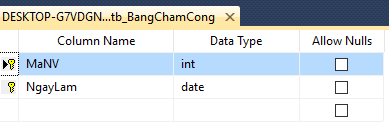 DESKTOP-G7VDGN...tb_BangChamCong
Column Name Data Type Allow Nulls
MaNV int
NgayLam date